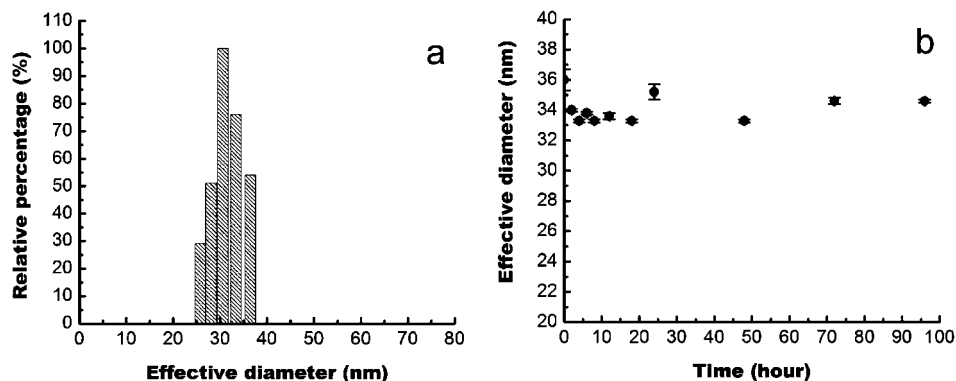 a
Relative percentage (%)
110
100
90
80
70
60
50
40
30
20
10
0
0 10 20 30 40 50 60 70 80
Effective diameter (nm)
b
Effective diameter (nm)
40
38
36
34
32
30
28
26
24
22
20
0 10 20 30 40 50 60 70 80 90 100
Time (hour)